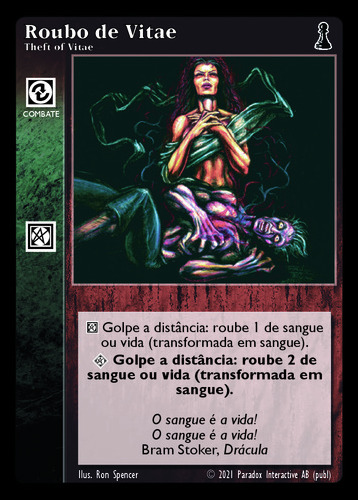 Roubo de Vitae
Theft of Vitae
COMBATE
Golpe a distância: roube 1 de sangue
ou vida (transformada em sangue).
Golpe a distância: roube 2 de
sangue ou vida (transformada em
sangue).
O sangue é a vida!
O sangue é a vida!
Bram Stoker, Drácula
Ilus. Ron Spencer
© 2021 Paradox Interactive AB (publ)